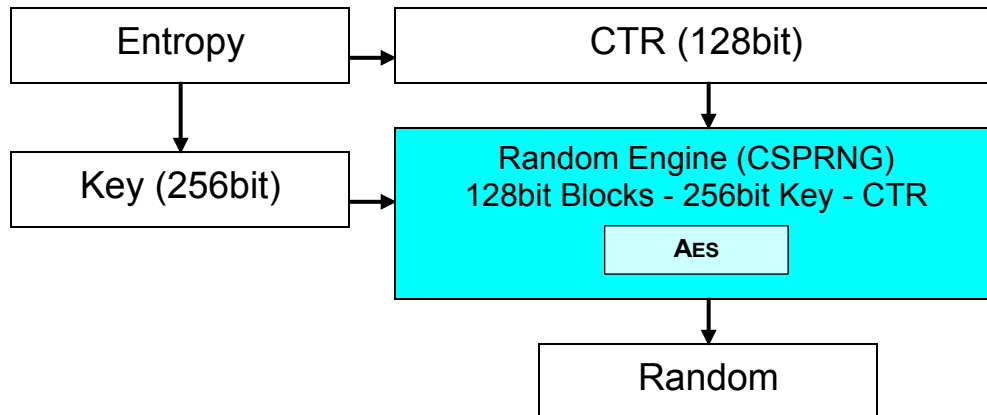 Entropy
CTR (128bit)
Key (256bit)
Random Engine (CSPRNG)
128bit Blocks - 256bit Key - CTR
AES
Random